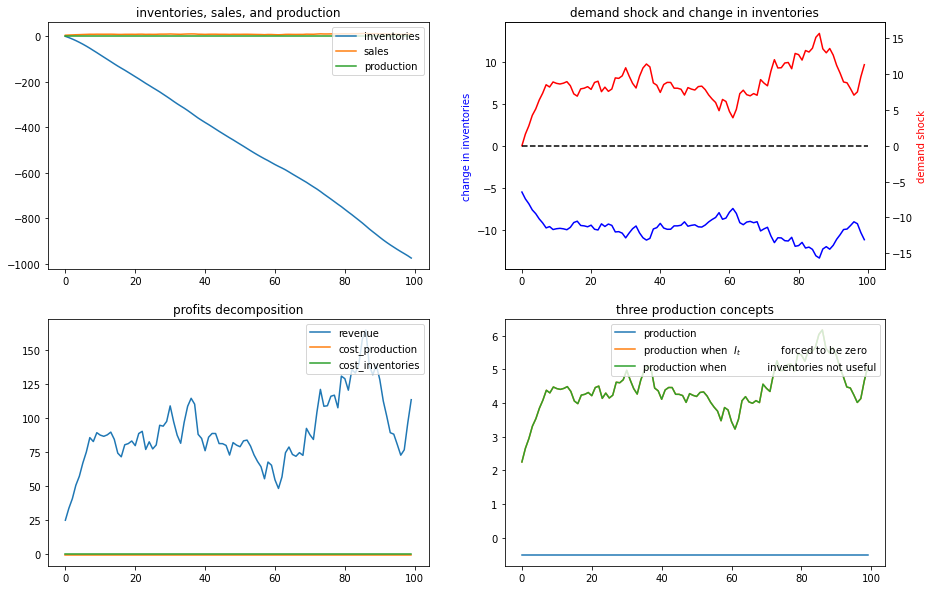 inventories, sales, and production
0
−200
−400
−600
−800
−1000
0 20 40 60 80 100
inventories
sales
production
demand shock and change in inventories
change in inventories
10
5
0
−5
−10
15
10
5
0
−5
−10
−15
demand shock
0 20 40 60 80 100
profits decomposition
150
125
100
75
50
25
0
0 20 40 60 80 100
revenue
cost_production
cost_inventories
three production concepts
6
5
4
3
2
1
0
0 20 40 60 80 100
production
production when I_t forced to be zero
production when inventories not useful